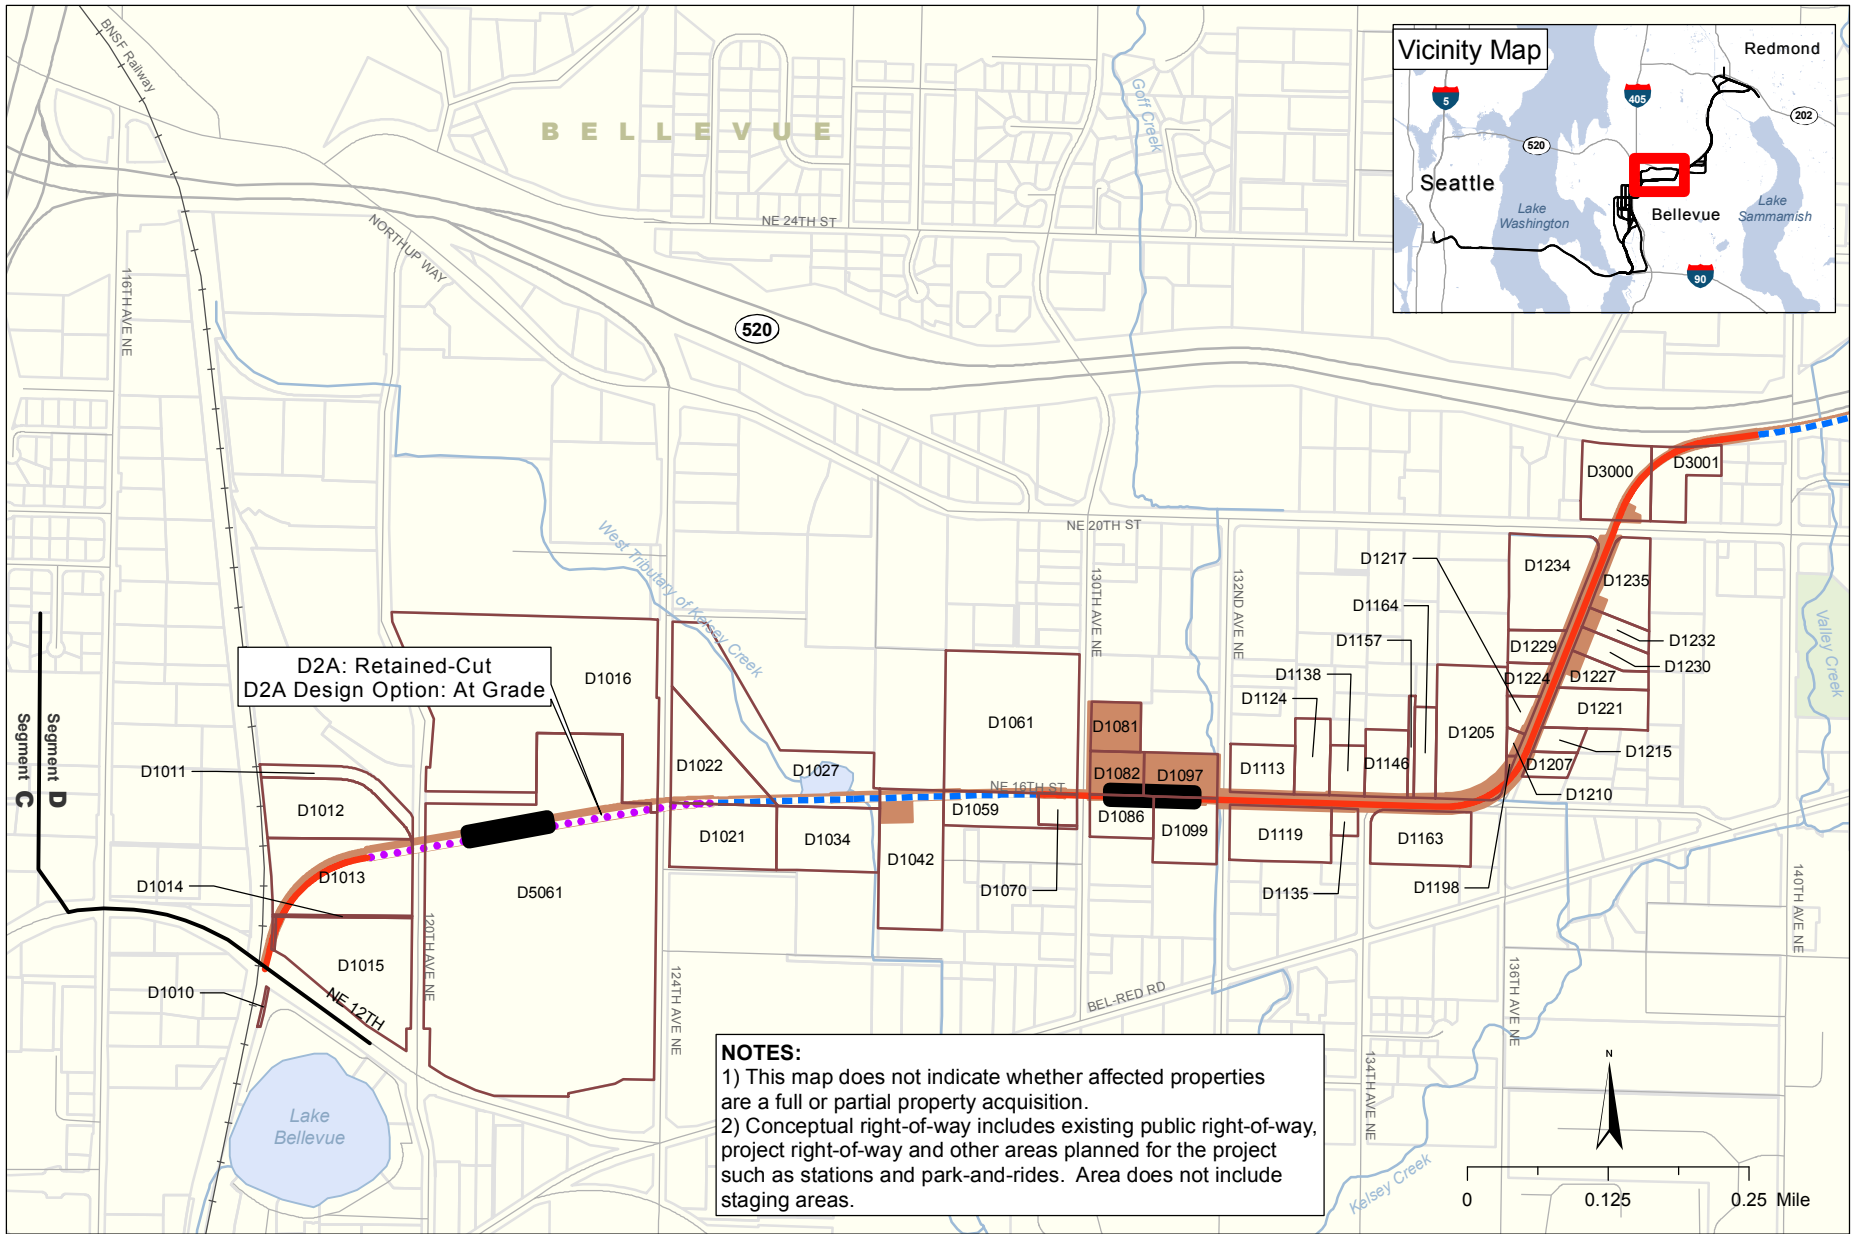 BNSF Railway
BELLEVUE
Goff Creek
Vicinity Map
Redmond
5
405
202
520
Seattle
Lake
Washington
Bellevue
Lake
Sammamish
90
NE 24TH ST
NORTHUP WAY
116TH AVE NE
520
D3000
D3001
NE 20TH ST
West Tributary of Kelsey Creek
130TH AVE NE
132ND AVE NE
D1217
D1234
D1235
D1164
D1157
D1232
D1229
D1230
D2A: Retained-Cut
D2A Design Option: At Grade
D1016
D1138
D1224
D1227
D1124
D1221
Valley Creek
Segment D
Segment C
D1061
D1081
D1205
D1215
D1011
D1022
D1027
D1082
D1097
D1113
D1146
D1207
NE 16TH ST
D1210
D1012
D1059
D1086
D1021
D1034
D1099
D1119
D1163
D1042
D1013
D1014
D5061
D1070
D1135
D1198
120TH AVE NE
140TH AVE NE
D1015
D1010
NE 12TH
124TH AVE NE
BEL-RED RD
136TH AVE NE
134TH AVE NE
Lake
Bellevue
Kelsey Creek
NOTES:
1) This map does not indicate whether affected properties
are a full or partial property acquisition.
2) Conceptual right-of-way includes existing public right-of-way,
project right-of-way and other areas planned for the project
such as stations and park-and-rides.  Area does not include
staging areas.
N
0 0.125 0.25 Mile